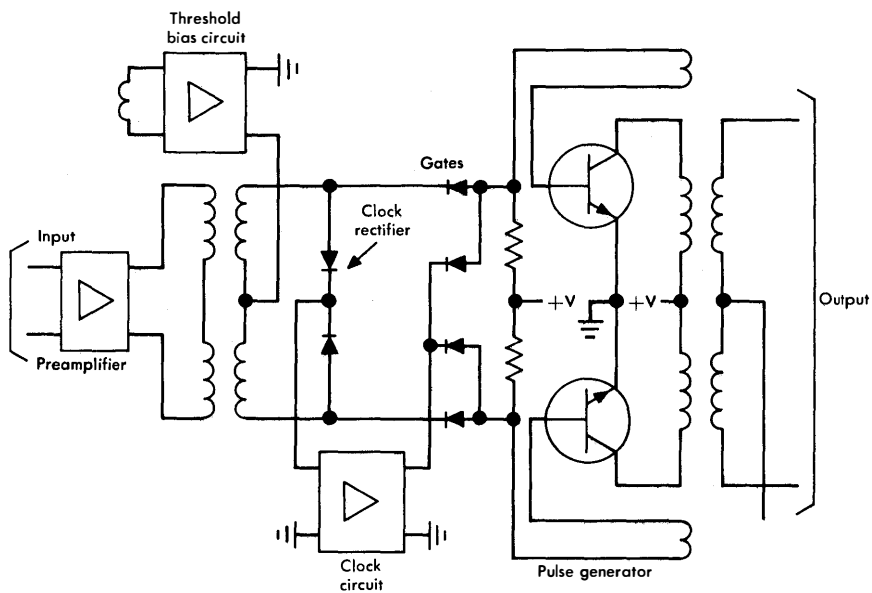 Threshold
bias circuit
Gates
Clock
rectifier
Input
+V
+V
Output
Preamplifier
Clock
circuit
Pulse generator